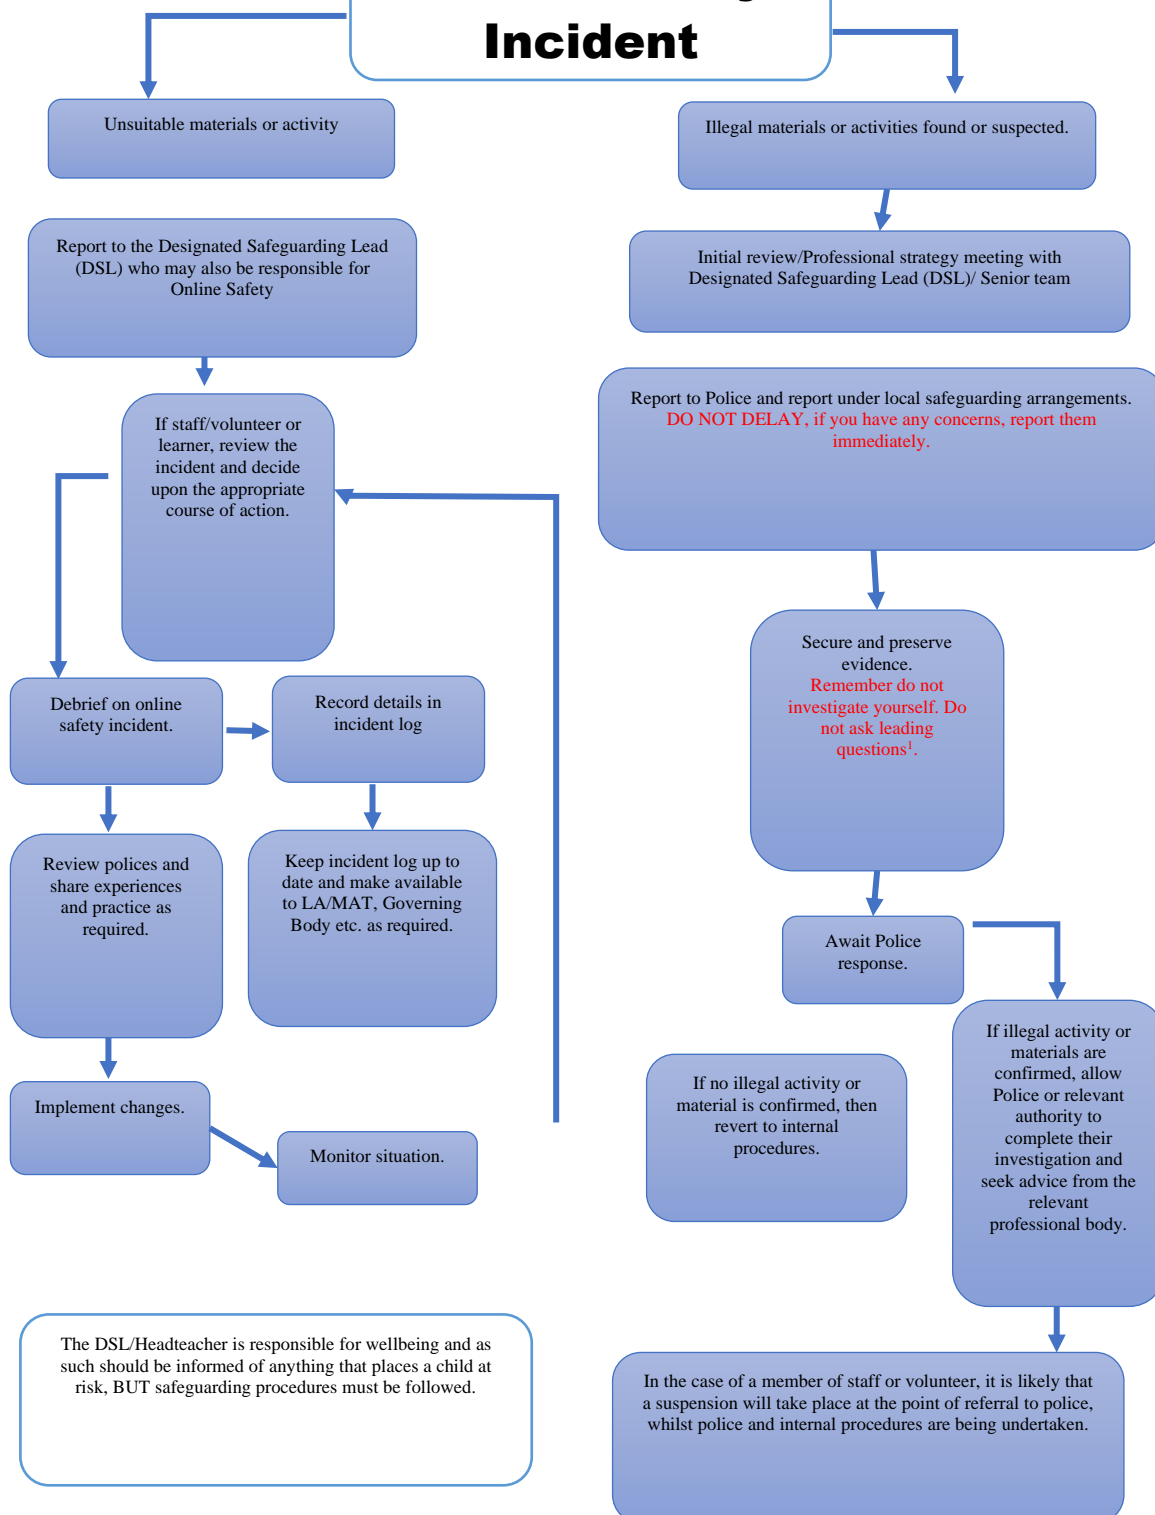 Incident
Unsuitable materials or activity
Illegal materials or activities found or suspected.
Report to the Designated Safeguarding Lead
(DSL) who may also be responsible for
Online Safety
Initial review/Professional strategy meeting with
Designated Safeguarding Lead (DSL)/ Senior team
If staff/volunteer or
learner, review the
incident and decide
upon the appropriate
course of action.
Report to Police and report under local safeguarding arrangements.
DO NOT DELAY, if you have any concerns, report them
immediately.
Secure and preserve
evidence.
Remember do not
investigate yourself. Do
not ask leading
questions¹.
Debrief on online
safety incident.
Record details in
incident log
Review polices and
share experiences
and practice as
required.
Keep incident log up to
date and make available
to LA/MAT, Governing
Body etc. as required.
Await Police
response.
Implement changes.
Monitor situation.
If no illegal activity or
material is confirmed, then
revert to internal
procedures.
If illegal activity or
materials are
confirmed, allow
Police or relevant
authority to
complete their
investigation and
seek advice from the
relevant
professional body.
The DSL/Headteacher is responsible for wellbeing and as
such should be informed of anything that places a child at
risk, BUT safeguarding procedures must be followed.
In the case of a member of staff or volunteer, it is likely that
a suspension will take place at the point of referral to police,
whilst police and internal procedures are being undertaken.